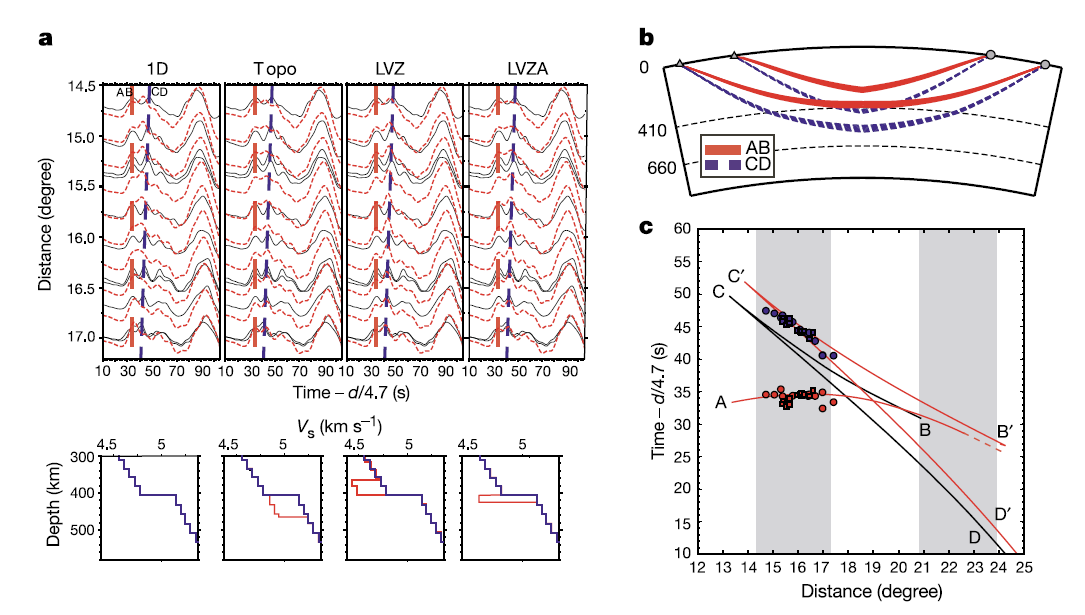 a
1D
Topo
LVZ
LVZA
AB
CD
14,5
15.0
15.5
16.0
16.5
17.0
Distance (degree)
10 30 50 70 90
10 30 50 70 90
10 30 50 70 90
10 30 50 70 90
Time – d/4.7 (s)
Vs (km s−1)
4,5 5
4.5 5
4.5 5
4.5 5
300
400
500
Depth (km)
5
5
5
5
b
0
410
660
AB
CD
c
60
55
50
45
40
35
30
25
20
15
10
Time – d/4.7 (s)
C′
C
A
B
B′
D′
D
12 13 14 15 16 17 18 19 20 21 22 23 24 25
Distance (degree)